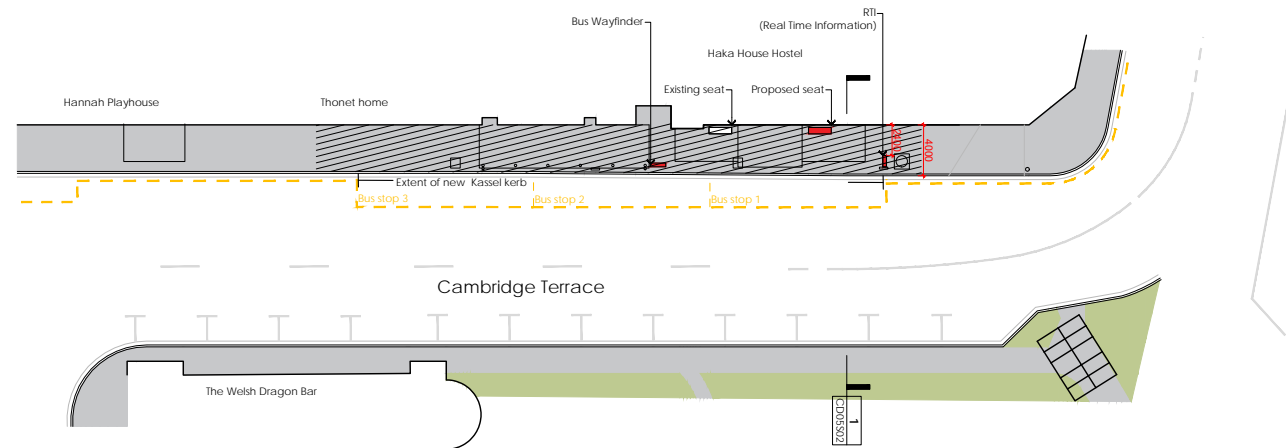 RTI
(Real Time Information)
Bus Wayfinder
Haka House Hostel
Existing seat
Proposed seat
Hannah Playhouse
Thonet home
2400
4000
Extent of new Kassel kerb
Bus stop 3
Bus stop 2
Bus stop 1
Cambridge Terrace
The Welsh Dragon Bar
1
CD05S02